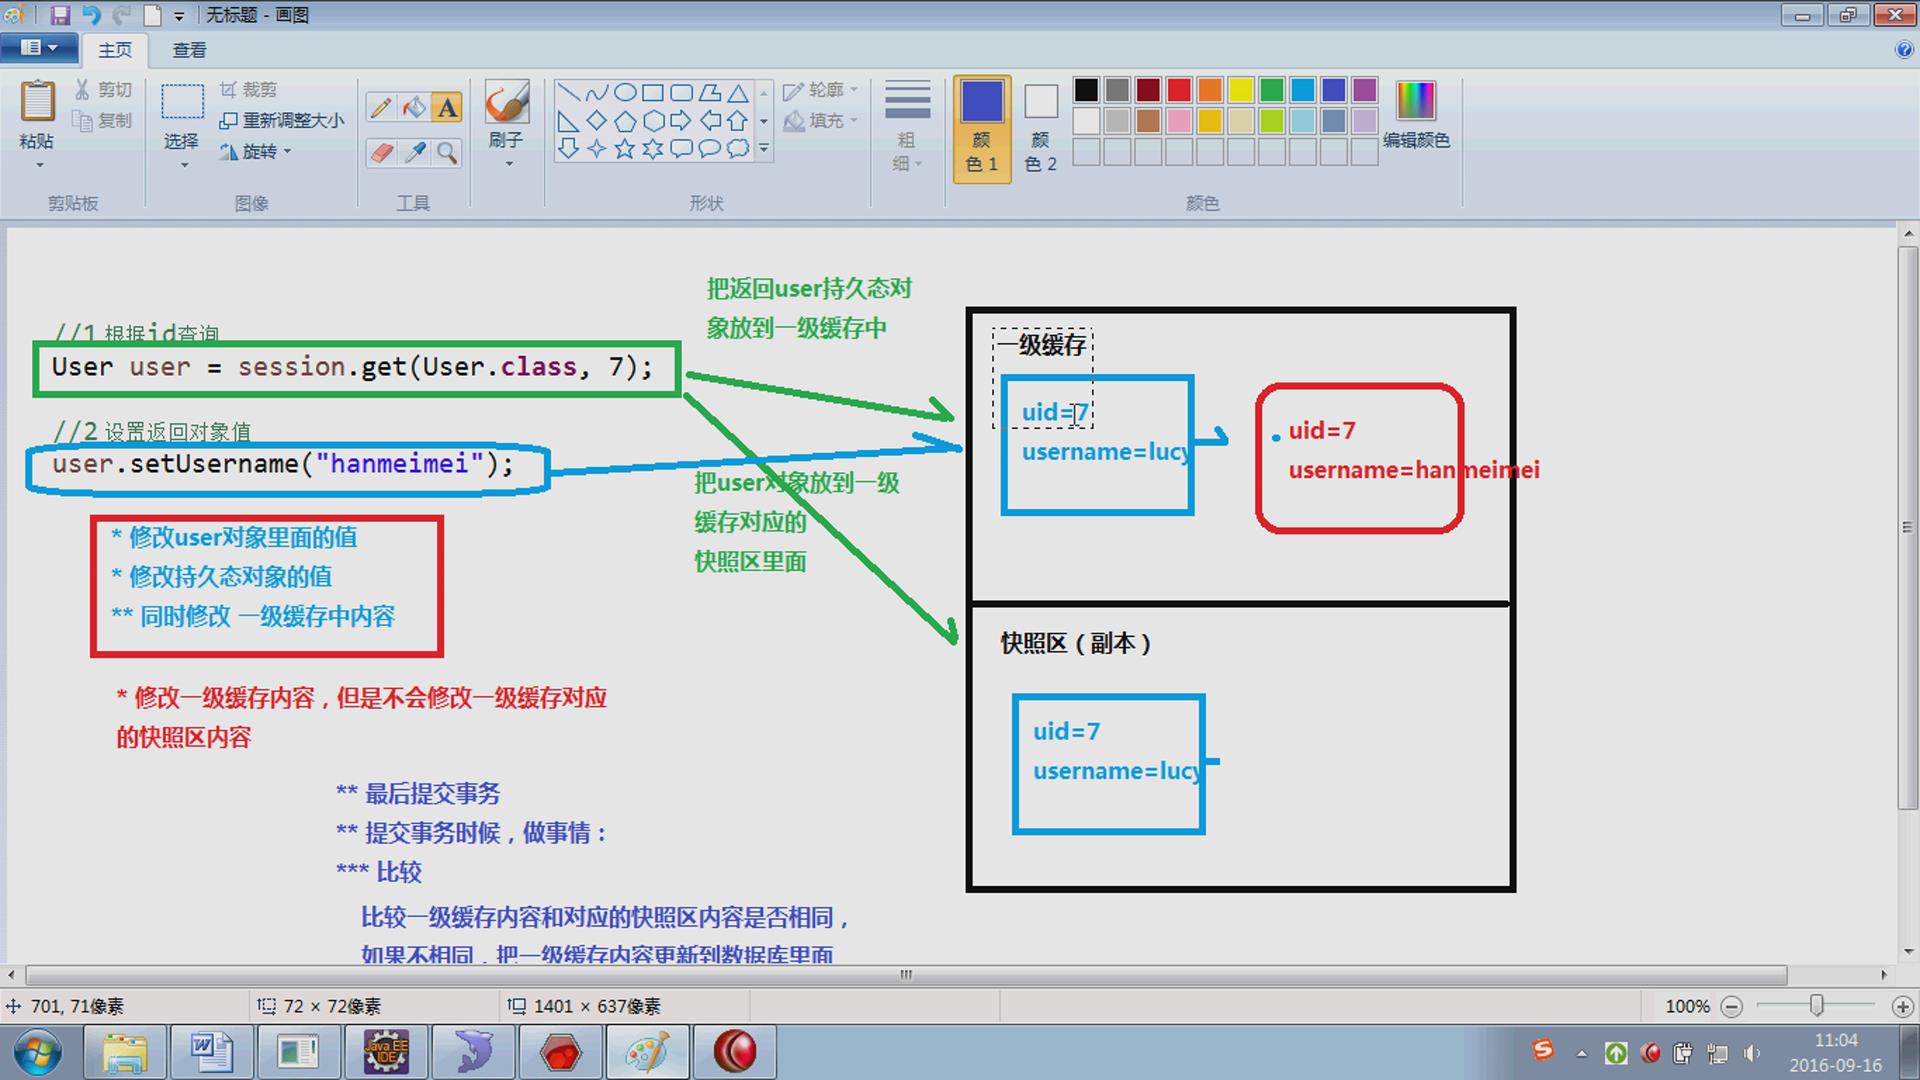 无标题 - 画图
主页
查看
粘贴
剪切
复制
剪贴板
选择
裁剪
重新调整大小
旋转
图像
A
工具
刷子
轮廓
填充
形状
粗
细
颜
色 1
颜
色 2
编辑颜色
颜色
//1 根据id查询
User user = session.get(User.class, 7);
//2 设置返回对象值
user.setUsername("hanmeimei");
* 修改user对象里面的值
* 修改持久态对象的值
** 同时修改 一级缓存中内容
* 修改一级缓存内容，但是不会修改一级缓存对应
的快照区内容
** 最后提交事务
** 提交事务时候，做事情：
*** 比较
比较一级缓存内容和对应的快照区内容是否相同，
如果不相同，把一级缓存内容更新到数据库里面
把返回user持久态对
象放到一级缓存中
把user对象放到一级
缓存对应的
快照区里面
一级缓存
uid=7
username=lucy
uid=7
username=hanmeimei
快照区（副本）
uid=7
username=lucy
701, 71像素
72 × 72像素
1401 × 637像素
100%
Java EE
IDE
11:04
2016-09-16